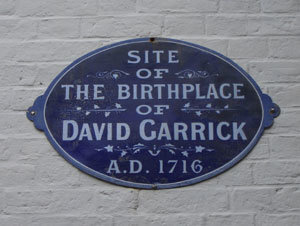 SITE
OF
THE BIRTHPLACE
OF
DAVID GARRICK
A.D. 1716